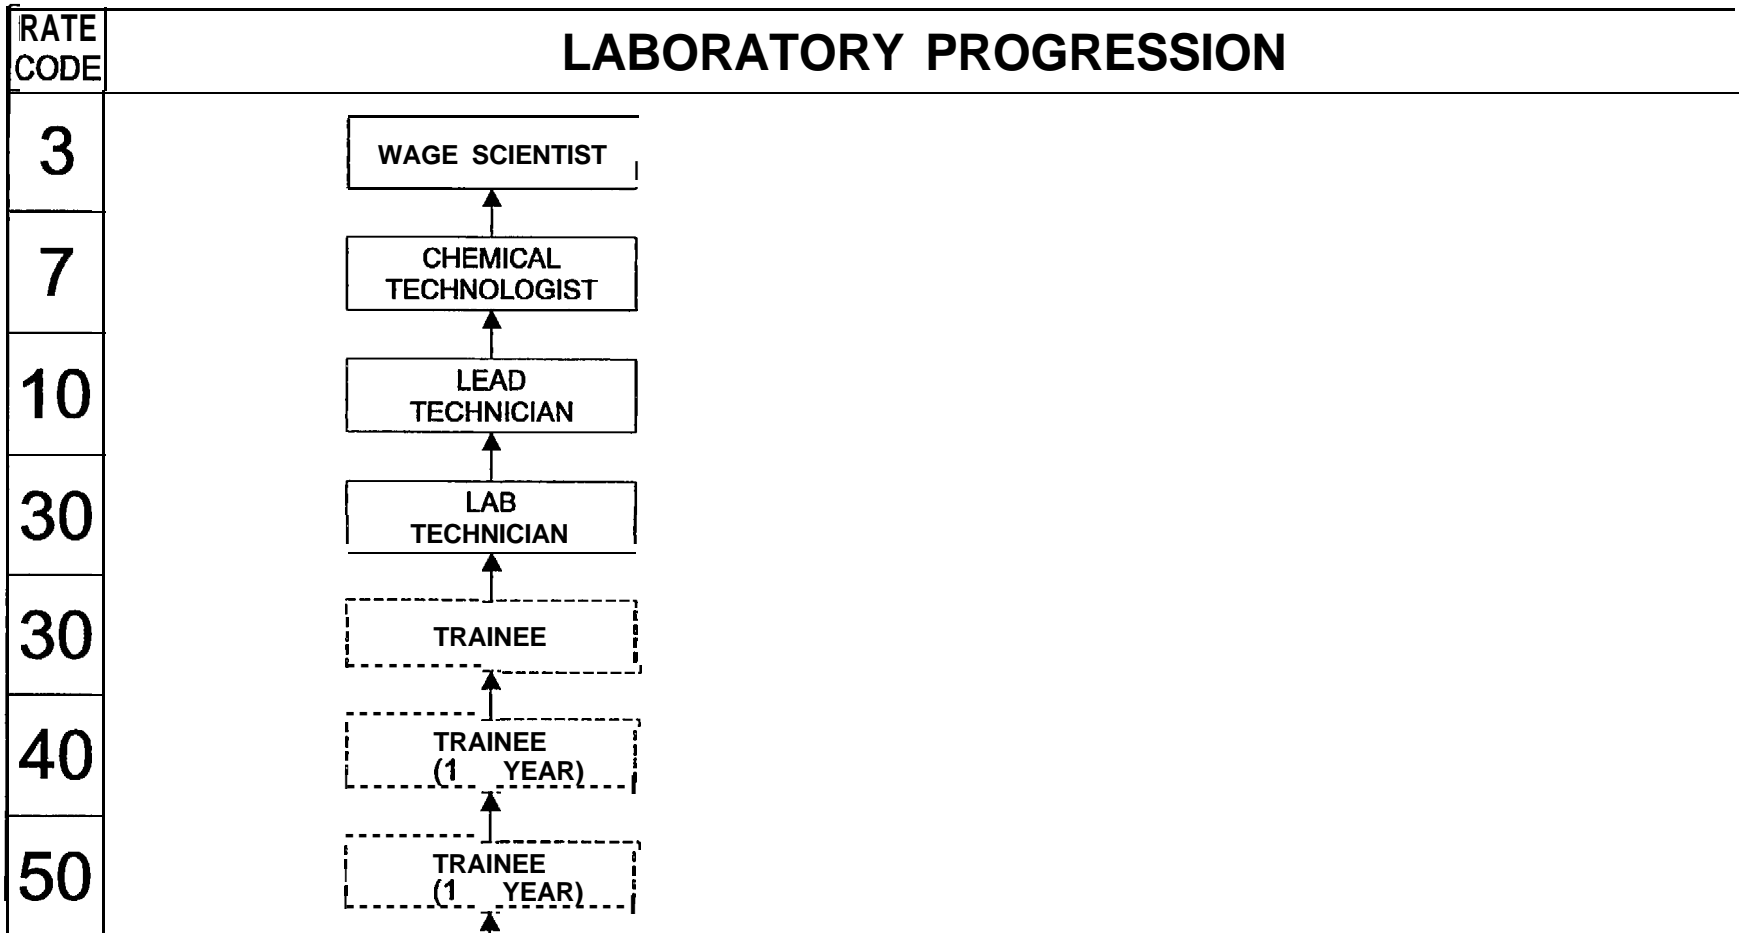 RATE
CODE
LABORATORY PROGRESSION
3
WAGE SCIENTIST
7
CHEMICAL
TECHNOLOGIST
10
LEAD
TECHNICIAN
30
LAB
TECHNICIAN
30
TRAINEE
40
TRAINEE
(1 YEAR)
50
TRAINEE
(1 YEAR)